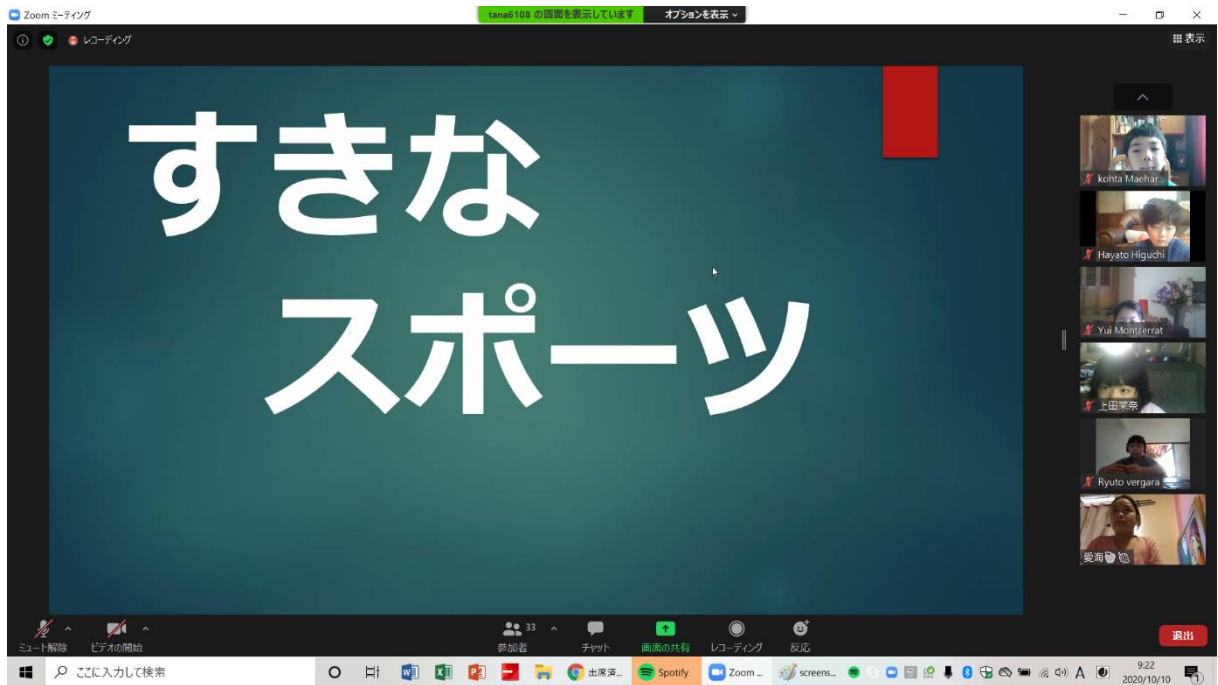 Zoom ミーティング
tana6108 の画面を表示しています
オプションを表示
レコーディング
表示
すきな
スポーツ
kohta Maehar...
Hayato Higuchi
Yui Montserrat
上田茉奈
Ryuto vergara
愛海
ミュート解除
ビデオの開始
33
参加者
チャット
画面の共有
レコーディング
反応
退出
ここに入力して検索
出席済...
Spotify
Zoom ...
screens...
A
9:22
2020/10/10